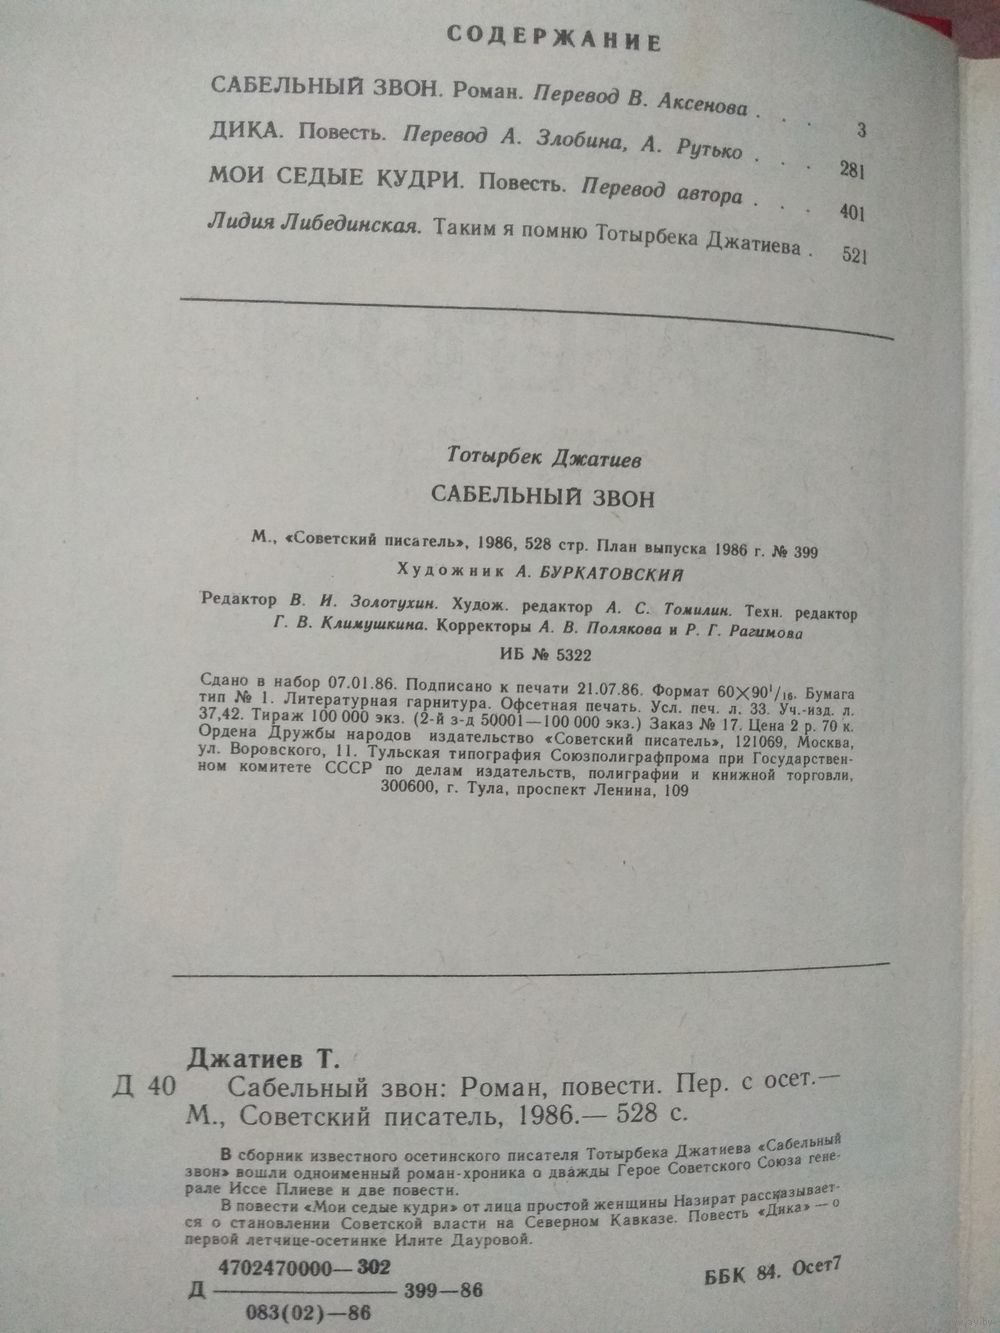 СОДЕРЖАНИЕ
САБЕЛЬНЫЙ ЗВОН. Роман. Перевод В. Аксенова . . . 3
ДИКА. Повесть. Перевод А. Злобина, А. Рутько . . . 281
МОИ СЕДЫЕ КУДРИ. Повесть. Перевод автора . . . 401
Лидия Либединская. Таким я помню Тотырбека Джатиева . 521
Тотырбек Джатиев
САБЕЛЬНЫЙ ЗВОН
М., «Советский писатель», 1986, 528 стр. План выпуска 1986 г. № 399
Художник А. БУРКАТОВСКИЙ
Редактор В. И. Золотухин. Худож. редактор А. С. Томилин. Техн. редактор
Г. В. Климушкина. Корректоры А. В. Полякова и Р. Г. Рагимова
ИБ № 5322
Сдано в набор 07.01.86. Подписано к печати 21.07.86. Формат 60×90¹/₁₆. Бумага
тип № 1. Литературная гарнитура. Офсетная печать. Усл. печ. л. 33. Уч.-изд. л.
37,42. Тираж 100 000 экз. (2-й з-д 50001—100 000 экз.) Заказ № 17. Цена 2 р. 70 к.
Ордена Дружбы народов издательство «Советский писатель», 121069, Москва,
ул. Воровского, 11. Тульская типография Союзполиграфпрома при Государствен-
ном комитете СССР по делам издательств, полиграфии и книжной торговли,
300600, г. Тула, проспект Ленина, 109
Джатиев Т.
Д 40 Сабельный звон: Роман, повести. Пер. с осет.—
М., Советский писатель, 1986.— 528 с.
В сборник известного осетинского писателя Тотырбека Джатиева «Сабельный
звон» вошли одноименный роман-хроника о дважды Герое Советского Союза гене-
рале Иссе Плиеве и две повести.
В повести «Мои седые кудри» от лица простой женщины Назират рассказывает-
ся о становлении Советской власти на Северном Кавказе. Повесть «Дика» — о
первой летчице-осетинке Илите Дауровой.
4702470000—302
Д ———— 399—86
083(02)—86
ББК 84. Осет7